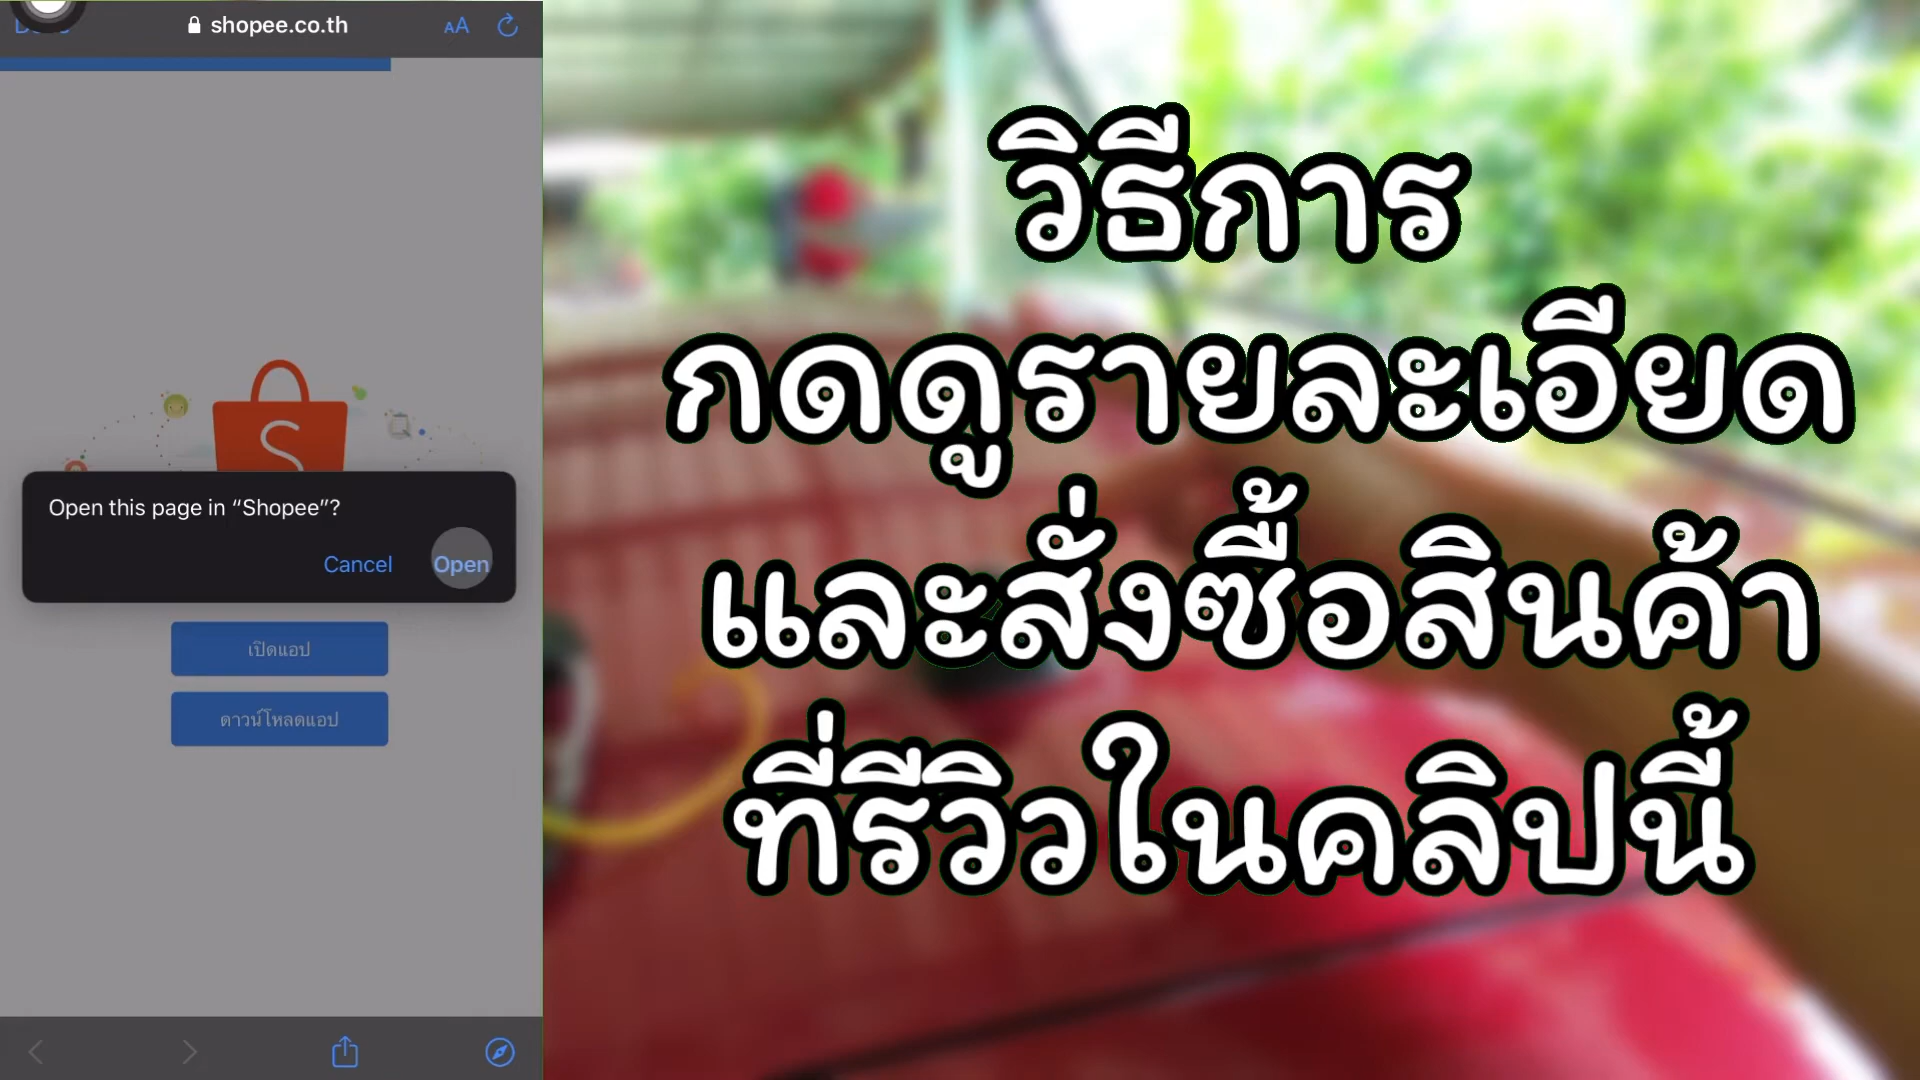 shopee.co.th
AA
Open this page in “Shopee”?
Cancel
Open
เปิดแอป
ดาวน์โหลดแอป
วิธีการ
กดดูรายละเอียด
และสั่งซื้อสินค้า
ที่รีวิวในคลิปนี้